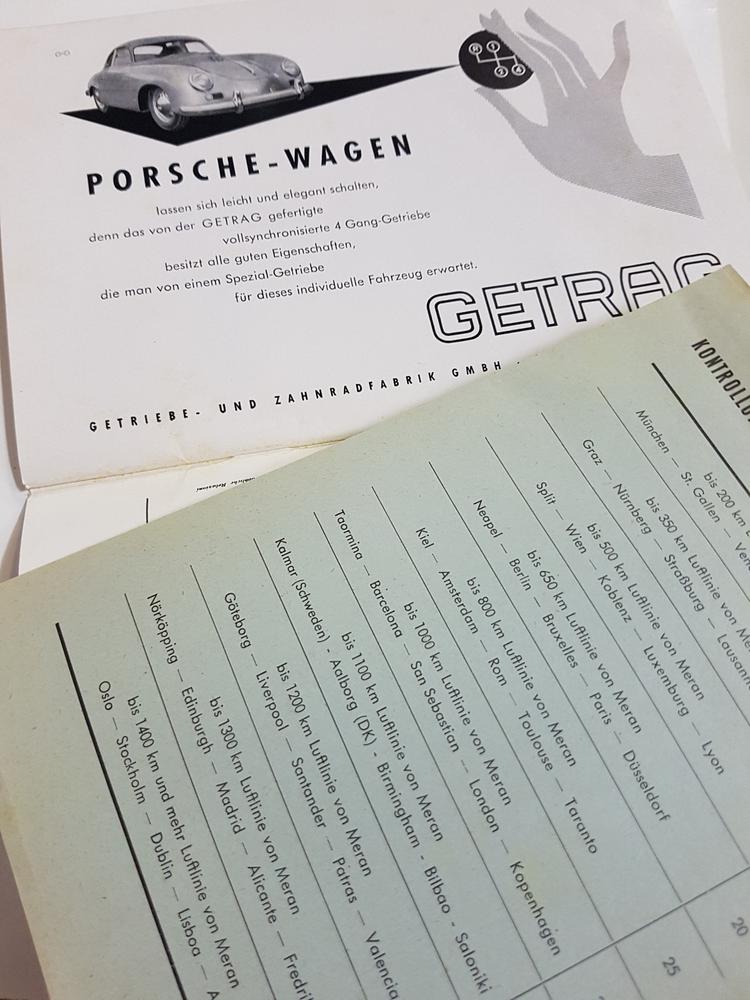 PORSCHE-WAGEN
lassen sich leicht und elegant schalten,
denn das von der GETRAG gefertigte
vollsynchronisierte 4 Gang-Getriebe
besitzt alle guten Eigenschaften,
die man von einem Spezial-Getriebe
für dieses individuelle Fahrzeug erwartet.
GETRAG
GETRIEBE- UND ZAHNRADFABRIK GMBH
R 1
2 4
bis 200 km
München — St. Gallen —
bis 350 km Luftlinie von
Graz — Nürnberg — Straßburg —
bis 500 km Luftlinie von Meran
Split — Wien — Koblenz — Luxemburg — Lyon
bis 650 km Luftlinie von Meran
Neapel — Berlin — Bruxelles — Paris — Düsseldorf
bis 800 km Luftlinie von Meran
Kiel — Amsterdam — Rom — Toulouse — Taranto
20
bis 1000 km Luftlinie von Meran
Taormina — Barcelona — San Sebastian — London — Kopenhagen
25
bis 1100 km Luftlinie von Meran
Kalmar (Schweden) - Aalborg (DK) - Birmingham - Bilbao - Saloniki
bis 1200 km Luftlinie von Meran
Göteborg — Liverpool — Santander — Patras — Valencia
bis 1300 km Luftlinie von Meran
Nörköpping — Edinburgh — Madrid — Alicante —
bis 1400 km und mehr Luftlinie von Meran
Oslo — Stockholm — Dublin — Lisboa —